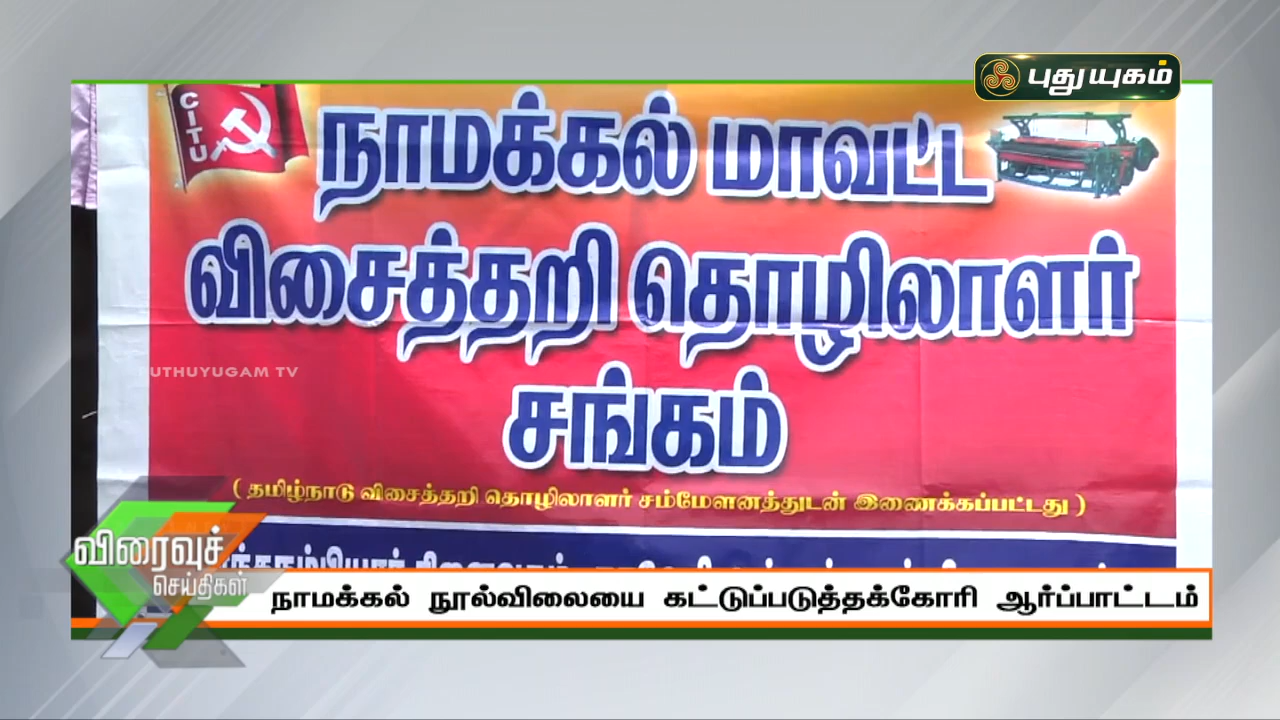 புதுயுகம்
CITU
நாமக்கல் மாவட்ட
விசைத்தறி தொழிலாளர்
சங்கம்
UTHUYUGAM TV
( தமிழ்நாடு விசைத்தறி தொழிலாளர் சம்மேளனத்துடன் இணைக்கப்பட்டது )
விரைவுச்
செய்திகள்
நாமக்கல் நூல்விலையை கட்டுப்படுத்தக்கோரி ஆர்ப்பாட்டம்